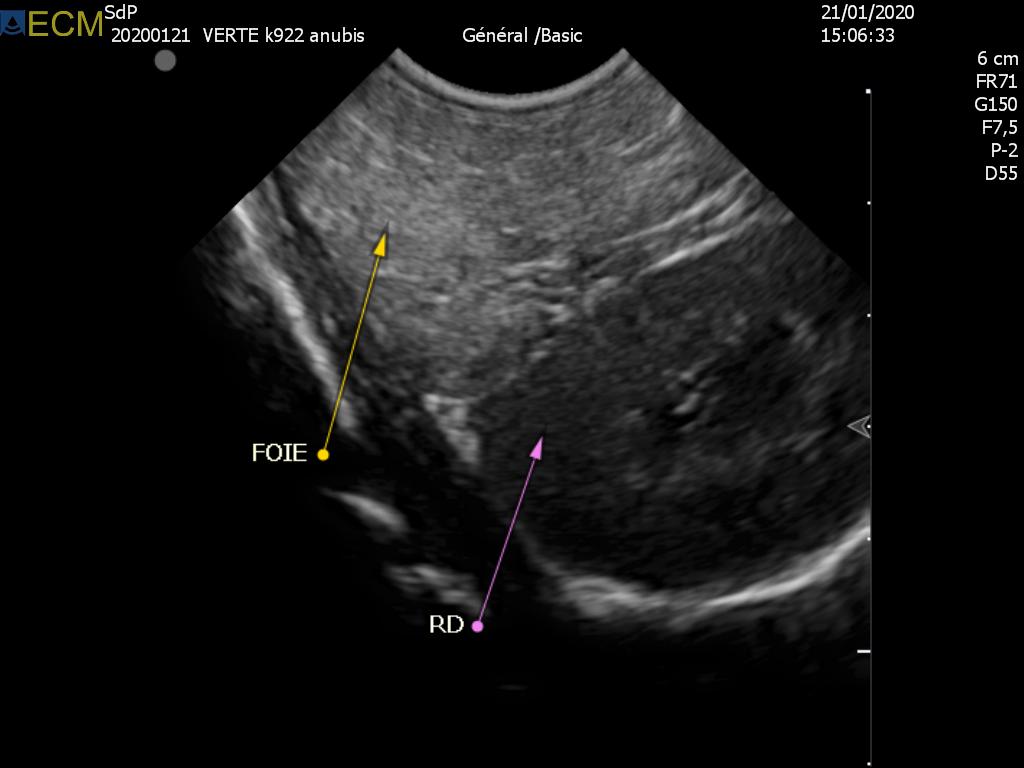 ECM SdP
20200121 VERTE k922 anubis Général /Basic
21/01/2020
15:06:33
6 cm
FR71
G150
F7,5
P-2
D55
FOIE
RD